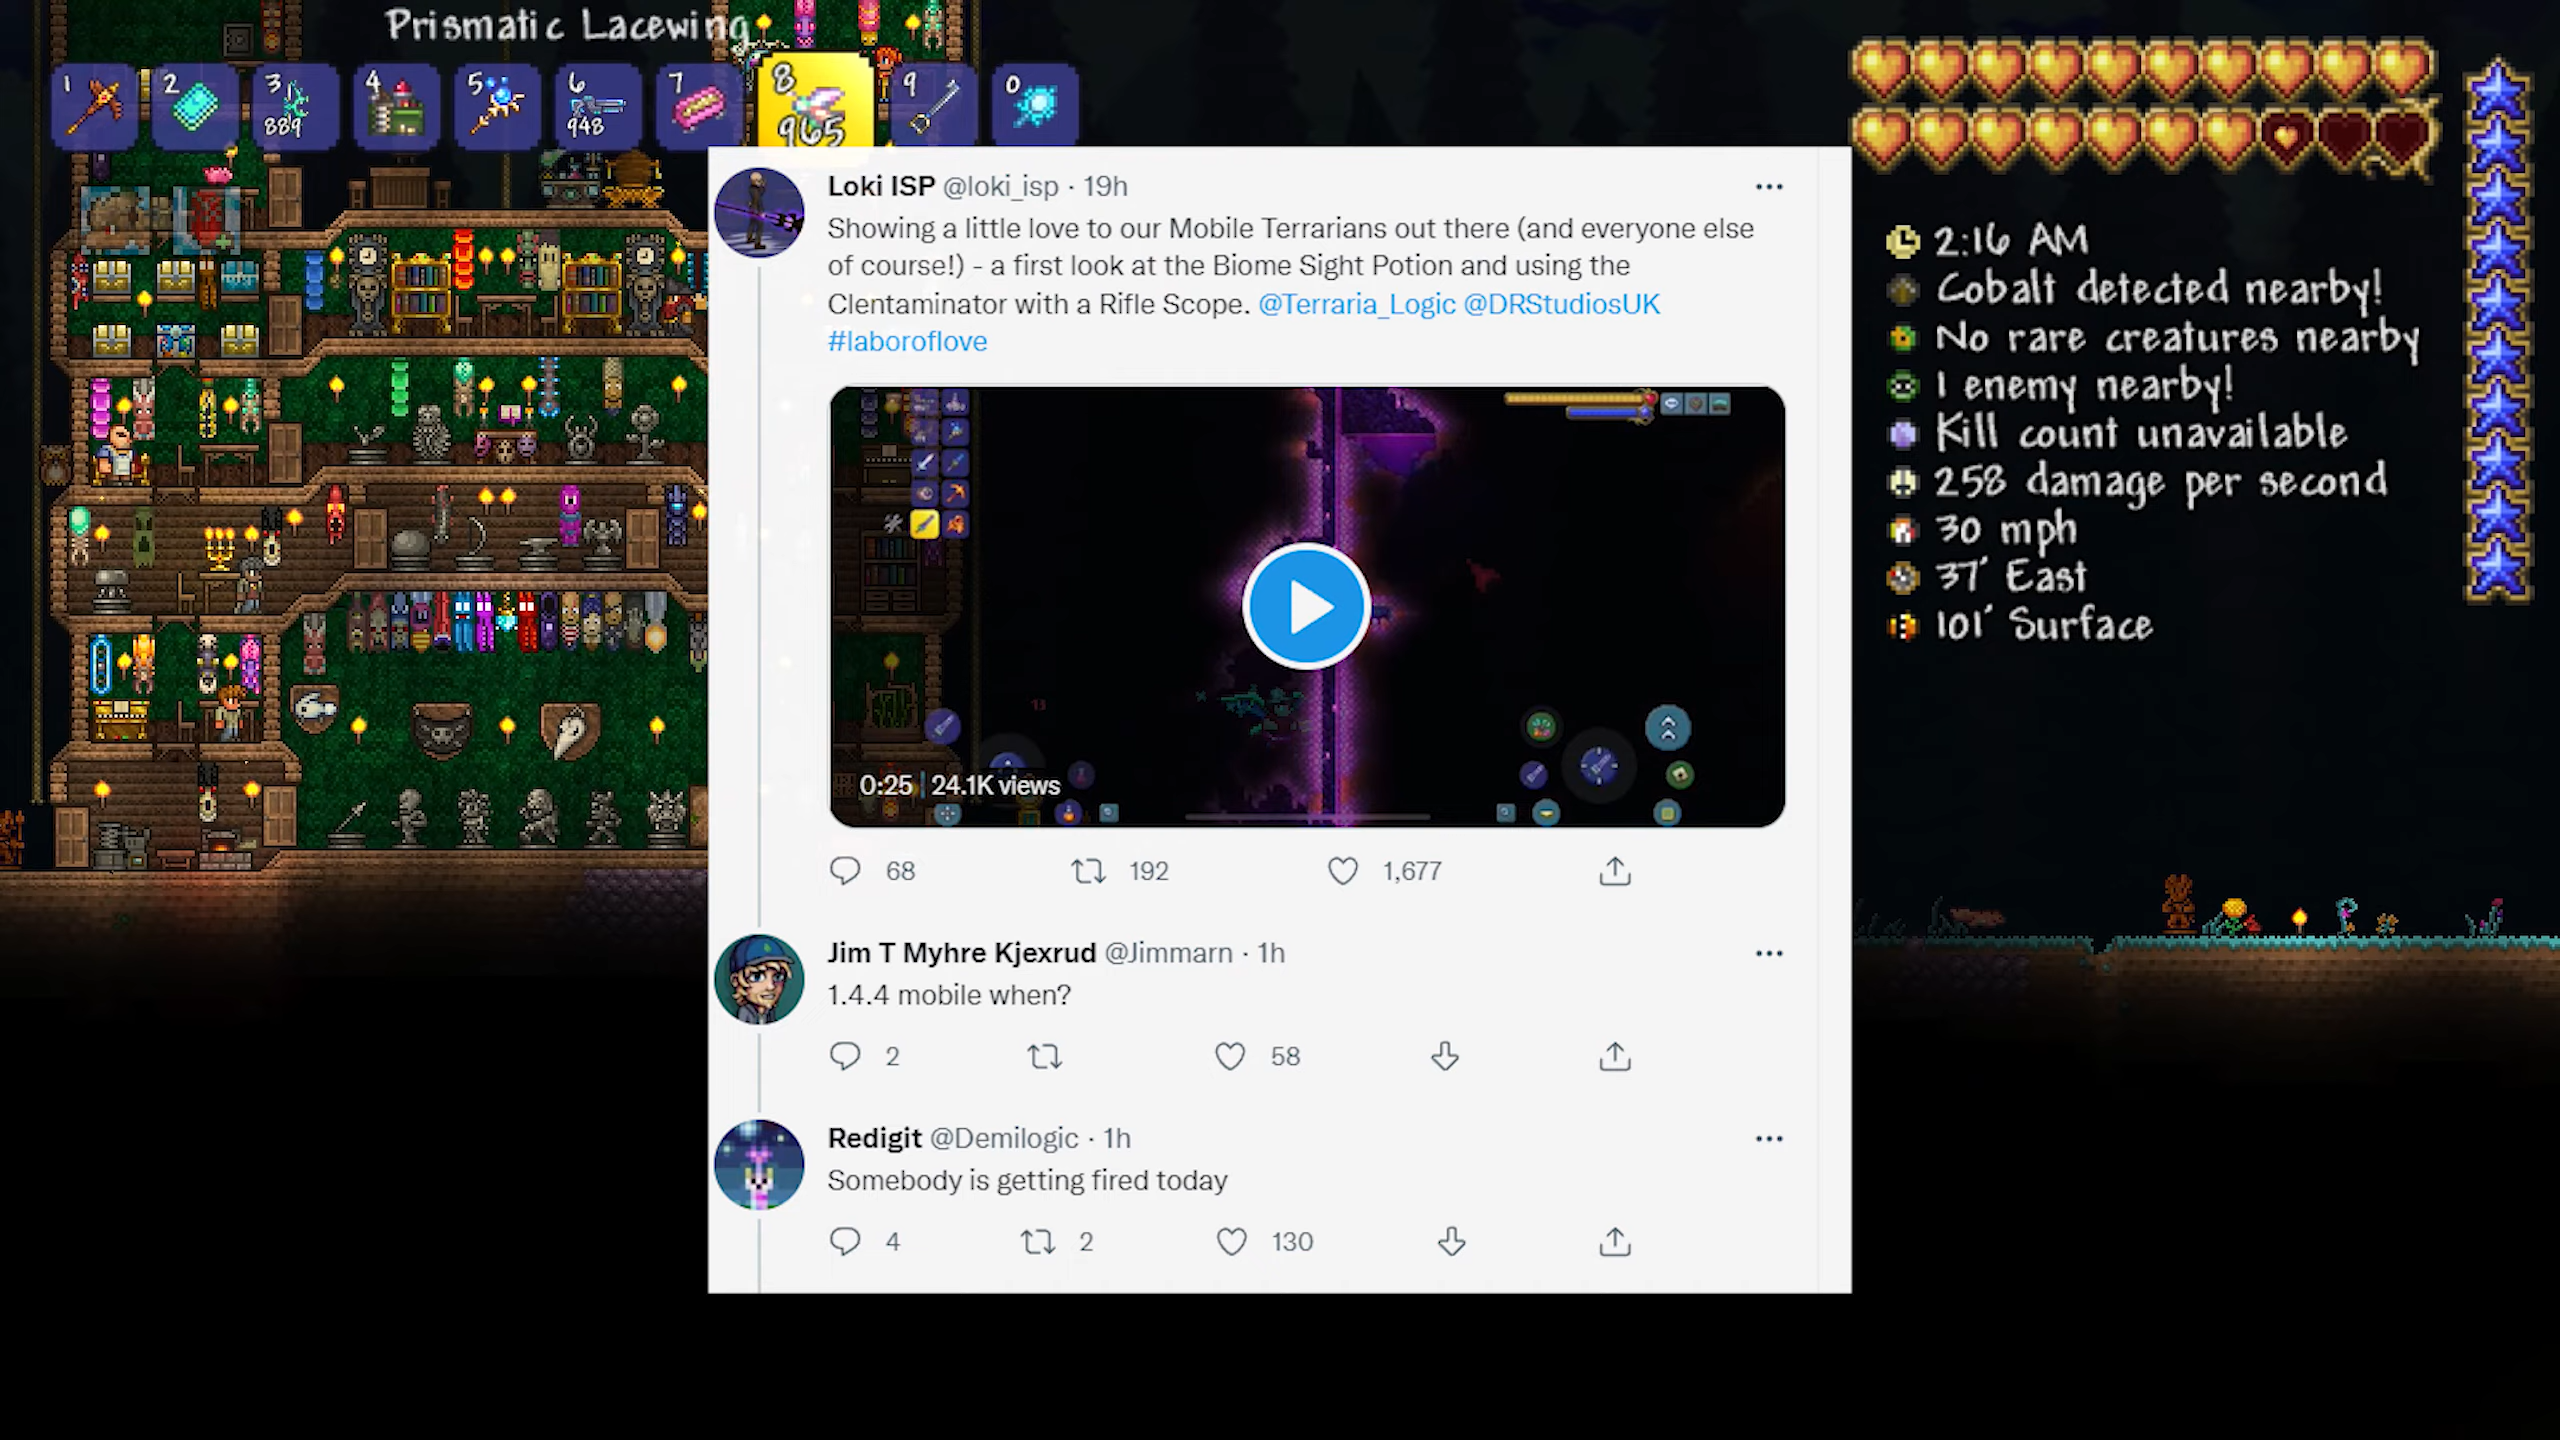 Prismatic Lacewing
1
2
3
889
4
5
6
948
7
8
965
9
0
2:16 AM
Cobalt detected nearby!
No rare creatures nearby
1 enemy nearby!
Kill count unavailable
258 damage per second
30 mph
37' East
101' Surface
Loki ISP @loki_isp · 19h
Showing a little love to our Mobile Terrarians out there (and everyone else
of course!) - a first look at the Biome Sight Potion and using the
Clentaminator with a Rifle Scope. @Terraria_Logic @DRStudiosUK
#laboroflove
13
0:25 24.1K views
68 192 1,677
Jim T Myhre Kjexrud @Jimmarn · 1h
1.4.4 mobile when?
2 58
Redigit @Demilogic · 1h
Somebody is getting fired today
4 2 130